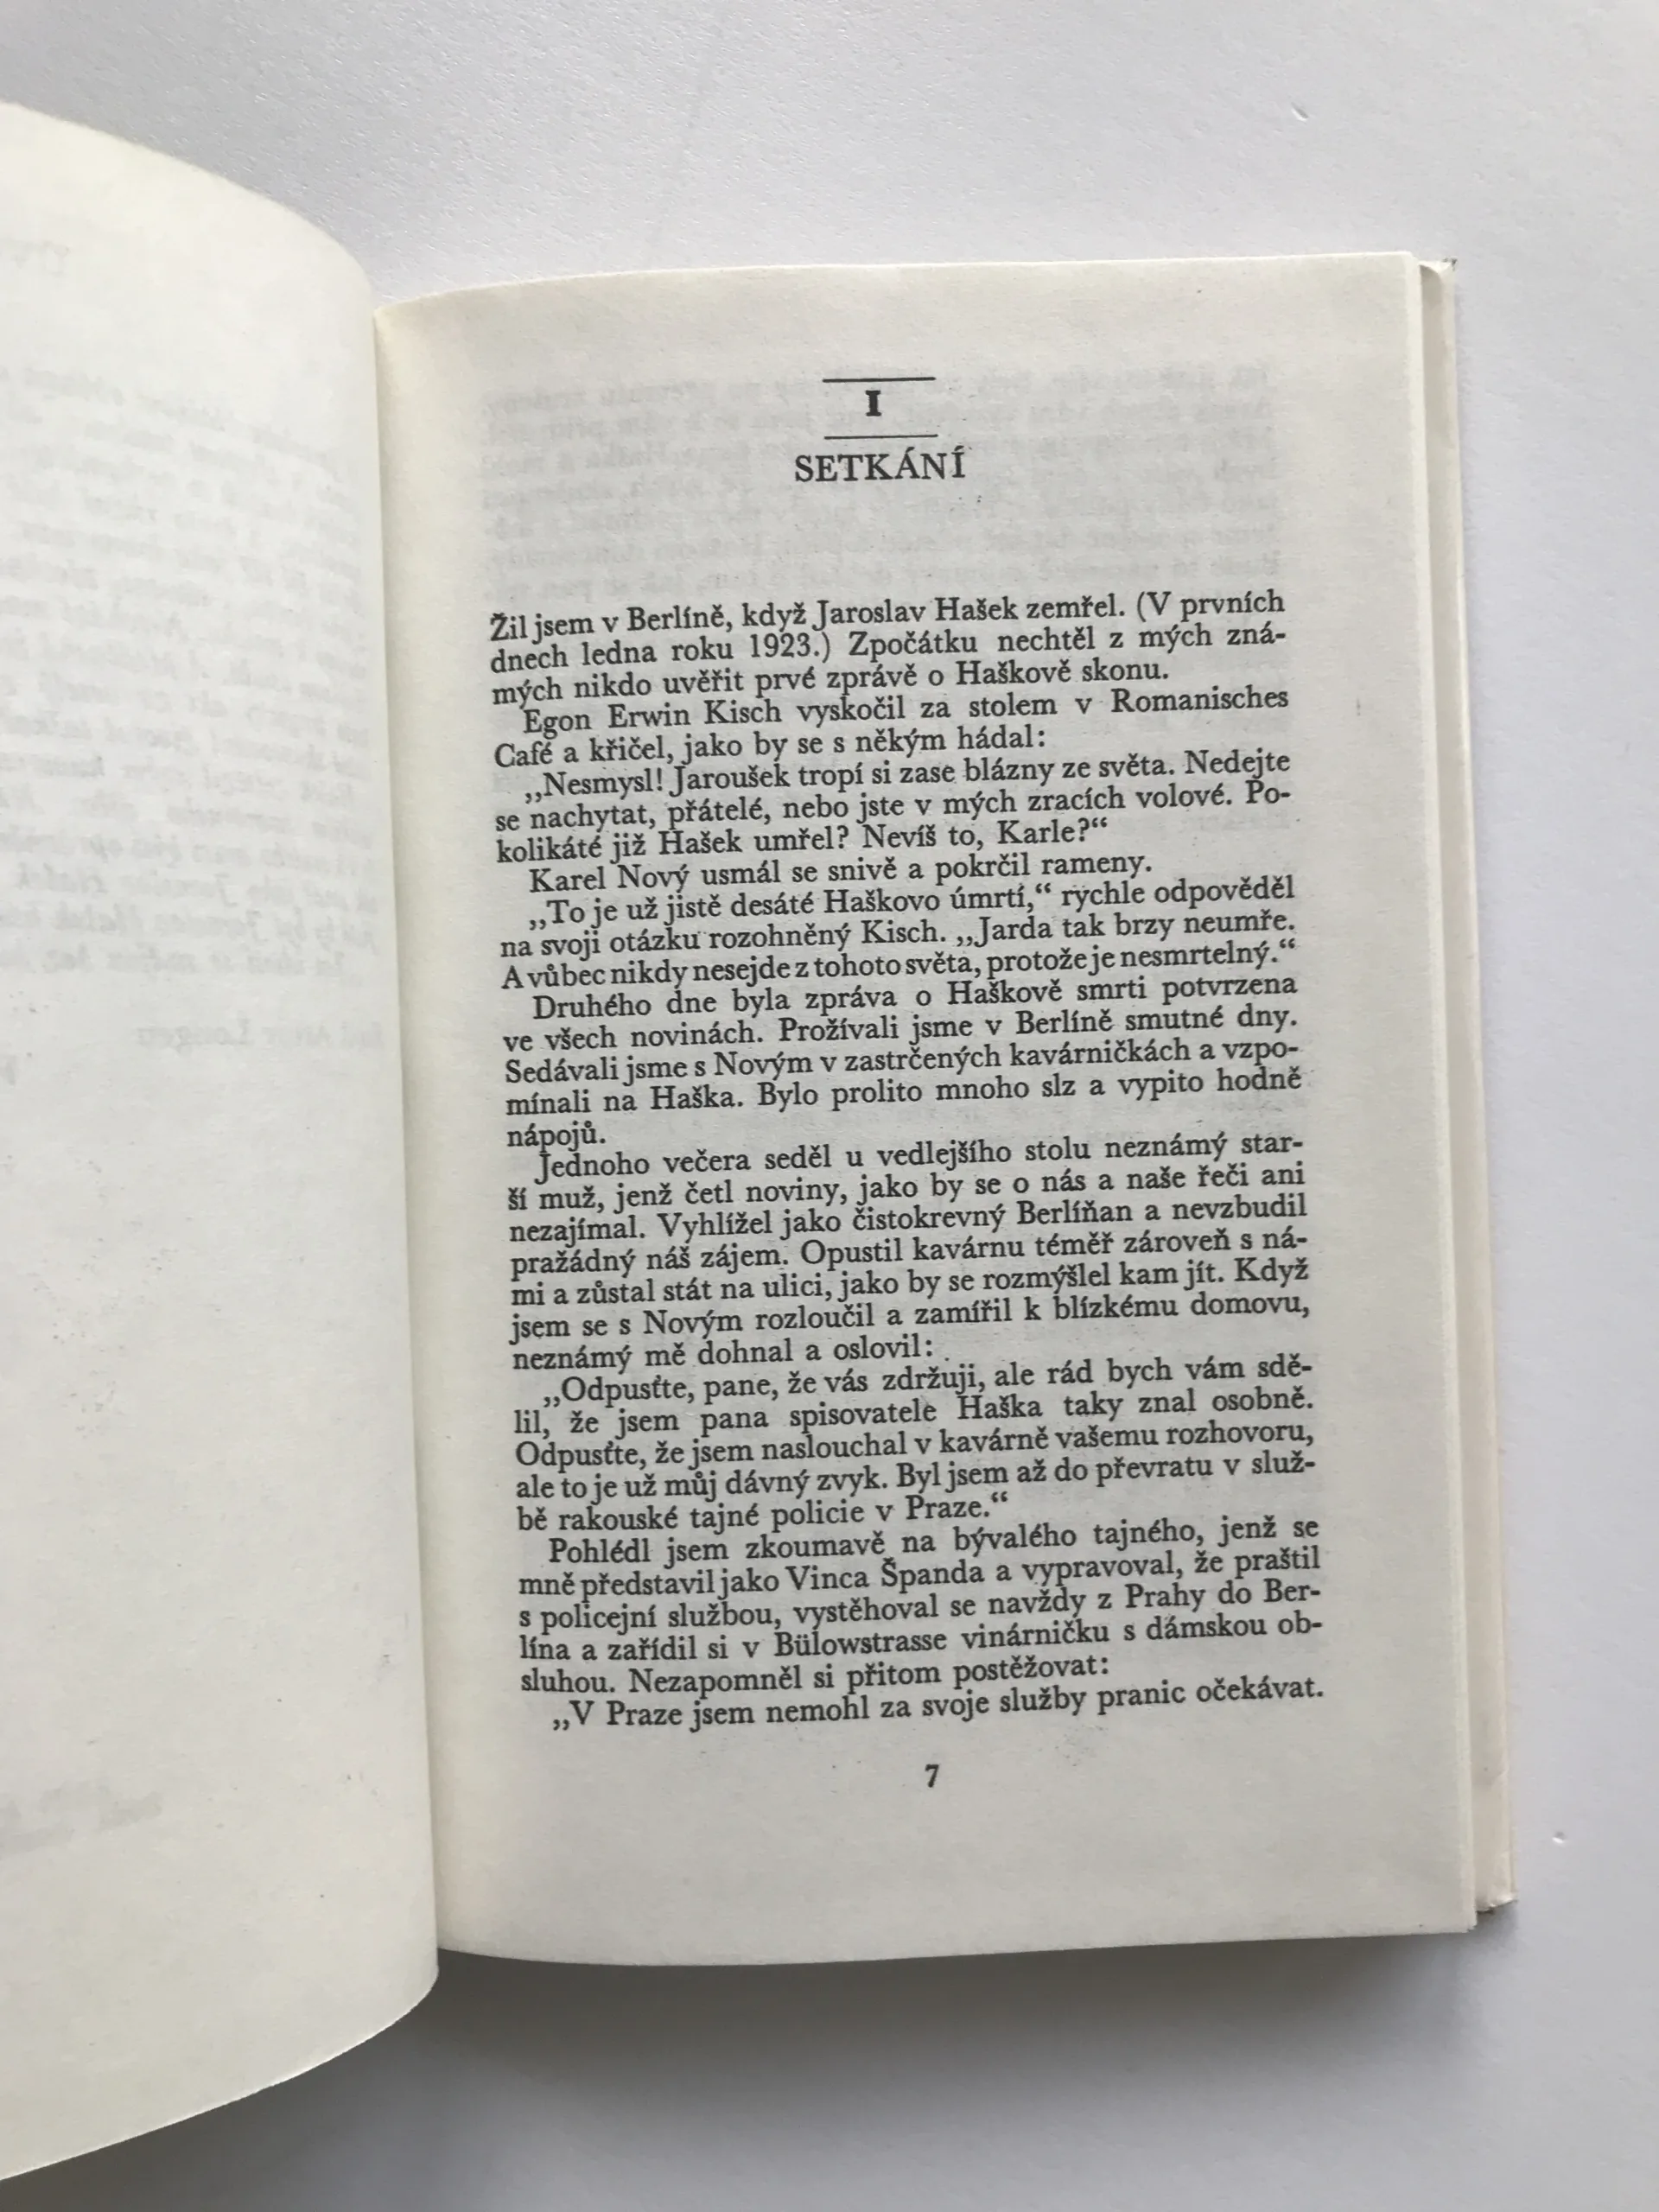 I
SETKÁNÍ
Žil jsem v Berlíně, když Jaroslav Hašek zemřel. (V prvních
dnech ledna roku 1923.) Zpočátku nechtěl z mých zná-
mých nikdo uvěřit prvé zprávě o Haškově skonu.
Egon Erwin Kisch vyskočil za stolem v Romanisches
Café a křičel, jako by se s někým hádal:
„Nesmysl! Jaroušek tropí si zase blázny ze světa. Nedejte
se nachytat, přátelé, nebo jste v mých zracích volové. Po-
kolikáté již Hašek umřel? Nevíš to, Karle?“
Karel Nový usmál se snivě a pokrčil rameny.
„To je už jistě desáté Haškovo úmrtí,“ rychle odpověděl
na svoji otázku rozohněný Kisch. „Jarda tak brzy neumře.
A vůbec nikdy nesejde z tohoto světa, protože je nesmrtelný.“
Druhého dne byla zpráva o Haškově smrti potvrzena
ve všech novinách. Prožívali jsme v Berlíně smutné dny.
Sedávali jsme s Novým v zastrčených kavárničkách a vzpo-
mínali na Haška. Bylo prolito mnoho slz a vypito hodně
nápojů.
Jednoho večera seděl u vedlejšího stolu neznámý star-
ší muž, jenž četl noviny, jako by se o nás a naše řeči ani
nezajímal. Vyhlížel jako čistokrevný Berlíňan a nevzbudil
pražádný náš zájem. Opustil kavárnu téměř zároveň s ná-
mi a zůstal stát na ulici, jako by se rozmýšlel kam jít. Když
jsem se s Novým rozloučil a zamířil k blízkému domovu,
neznámý mě dohnal a oslovil:
„Odpusťte, pane, že vás zdržuji, ale rád bych vám sdě-
lil, že jsem pana spisovatele Haška taky znal osobně.
Odpusťte, že jsem naslouchal v kavárně vašemu rozhovoru,
ale to je už můj dávný zvyk. Byl jsem až do převratu v služ-
bě rakouské tajné policie v Praze.“
Pohlédl jsem zkoumavě na bývalého tajného, jenž se
mně představil jako Vinca Španda a vypravoval, že praštil
s policejní službou, vystěhoval se navždy z Prahy do Ber-
lína a zařídil si v Bülowstrasse vinárničku s dámskou ob-
sluhou. Nezapomněl si přitom postěžovat:
„V Praze jsem nemohl za svoje služby pranic očekávat.
7